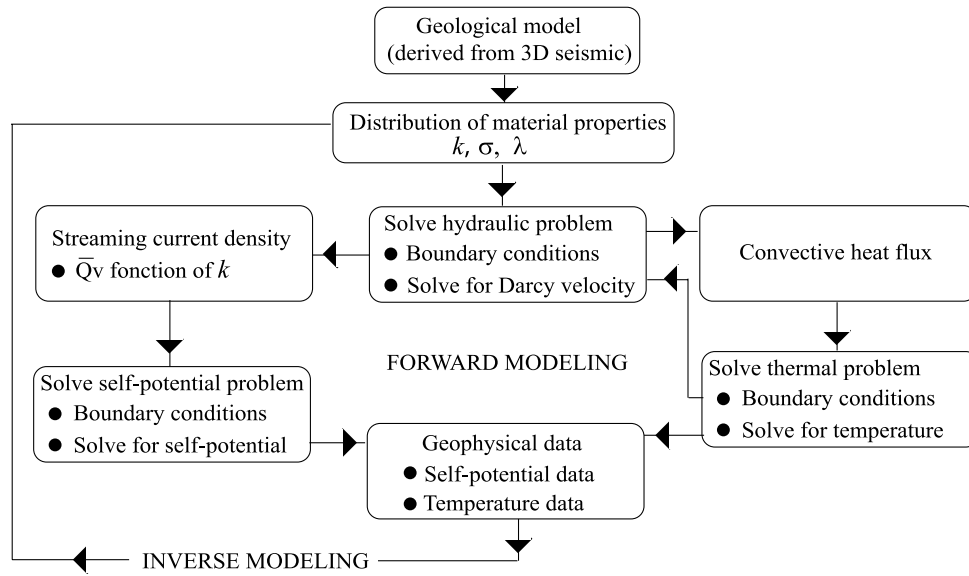 Geological model
(derived from 3D seismic)
Distribution of material properties
k, σ, λ
Streaming current density
● Q̅v fonction of k
Solve hydraulic problem
● Boundary conditions
● Solve for Darcy velocity
Convective heat flux
FORWARD MODELING
Solve self-potential problem
● Boundary conditions
● Solve for self-potential
Solve thermal problem
● Boundary conditions
● Solve for temperature
Geophysical data
● Self-potential data
● Temperature data
INVERSE MODELING